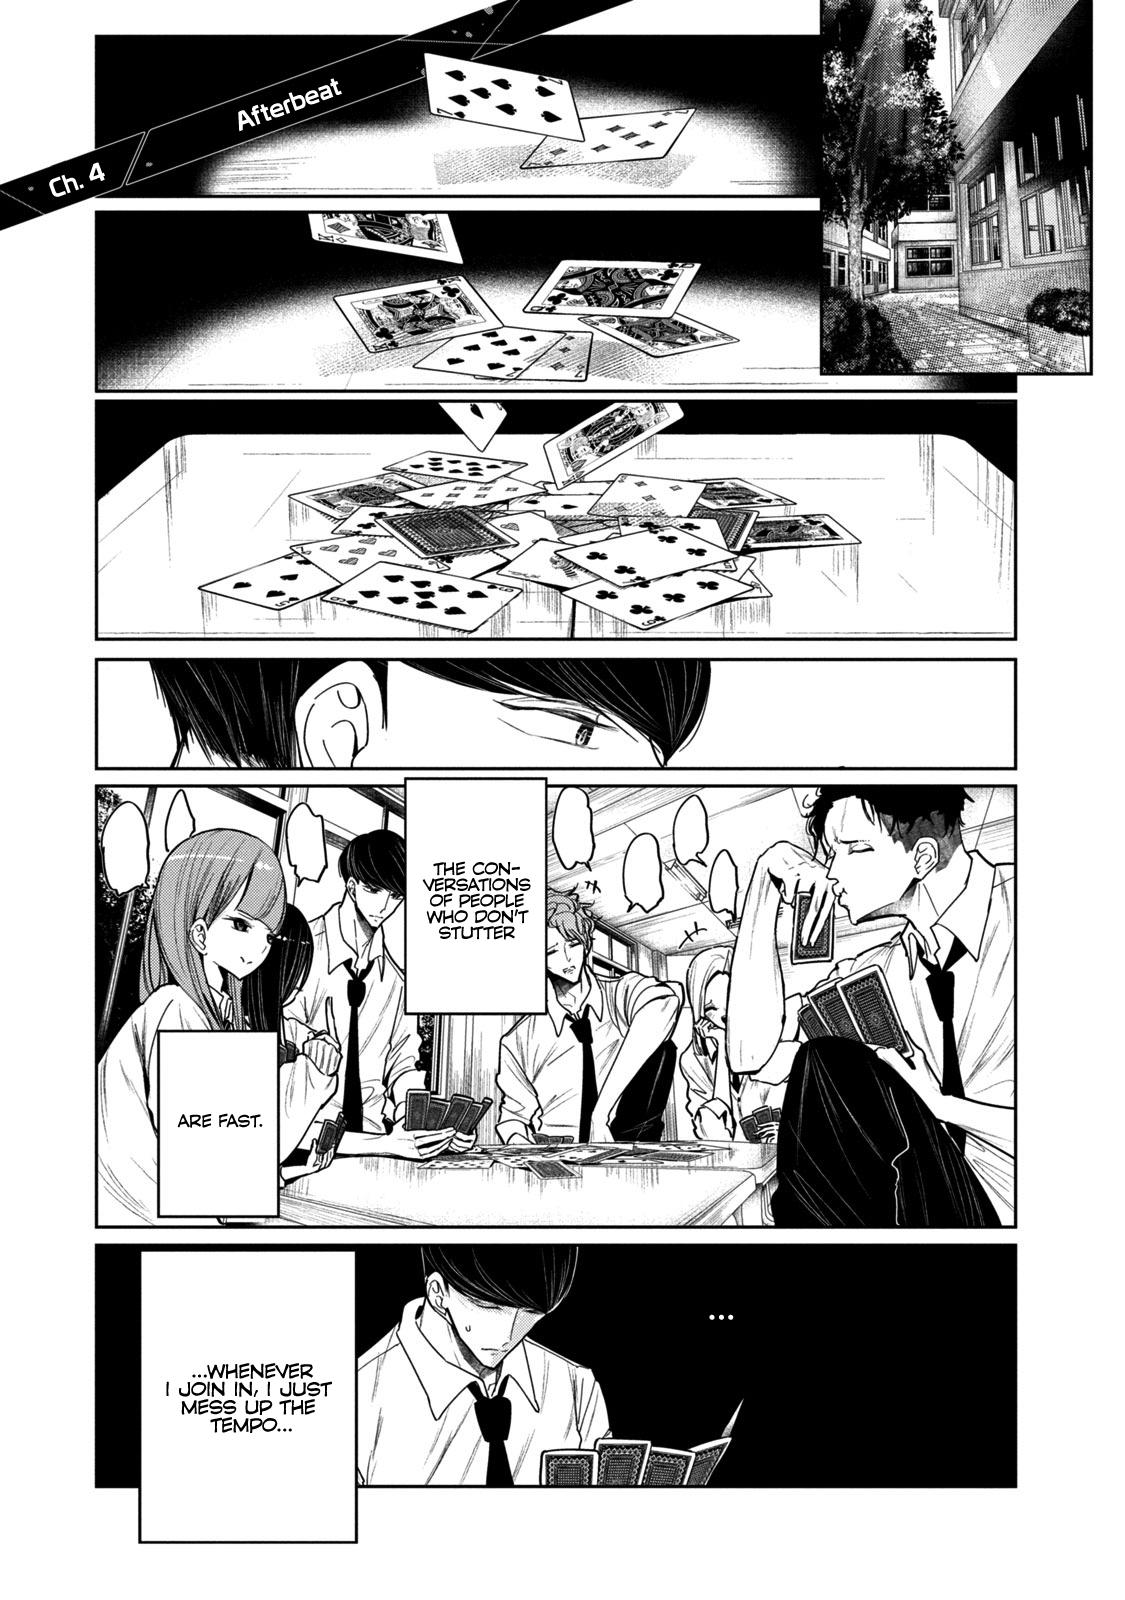 Ch. 4
Afterbeat
THE CON-
VERSATIONS
OF PEOPLE
WHO DON'T
STUTTER
ARE FAST.
...
...WHENEVER
I JOIN IN, I JUST
MESS UP THE
TEMPO...